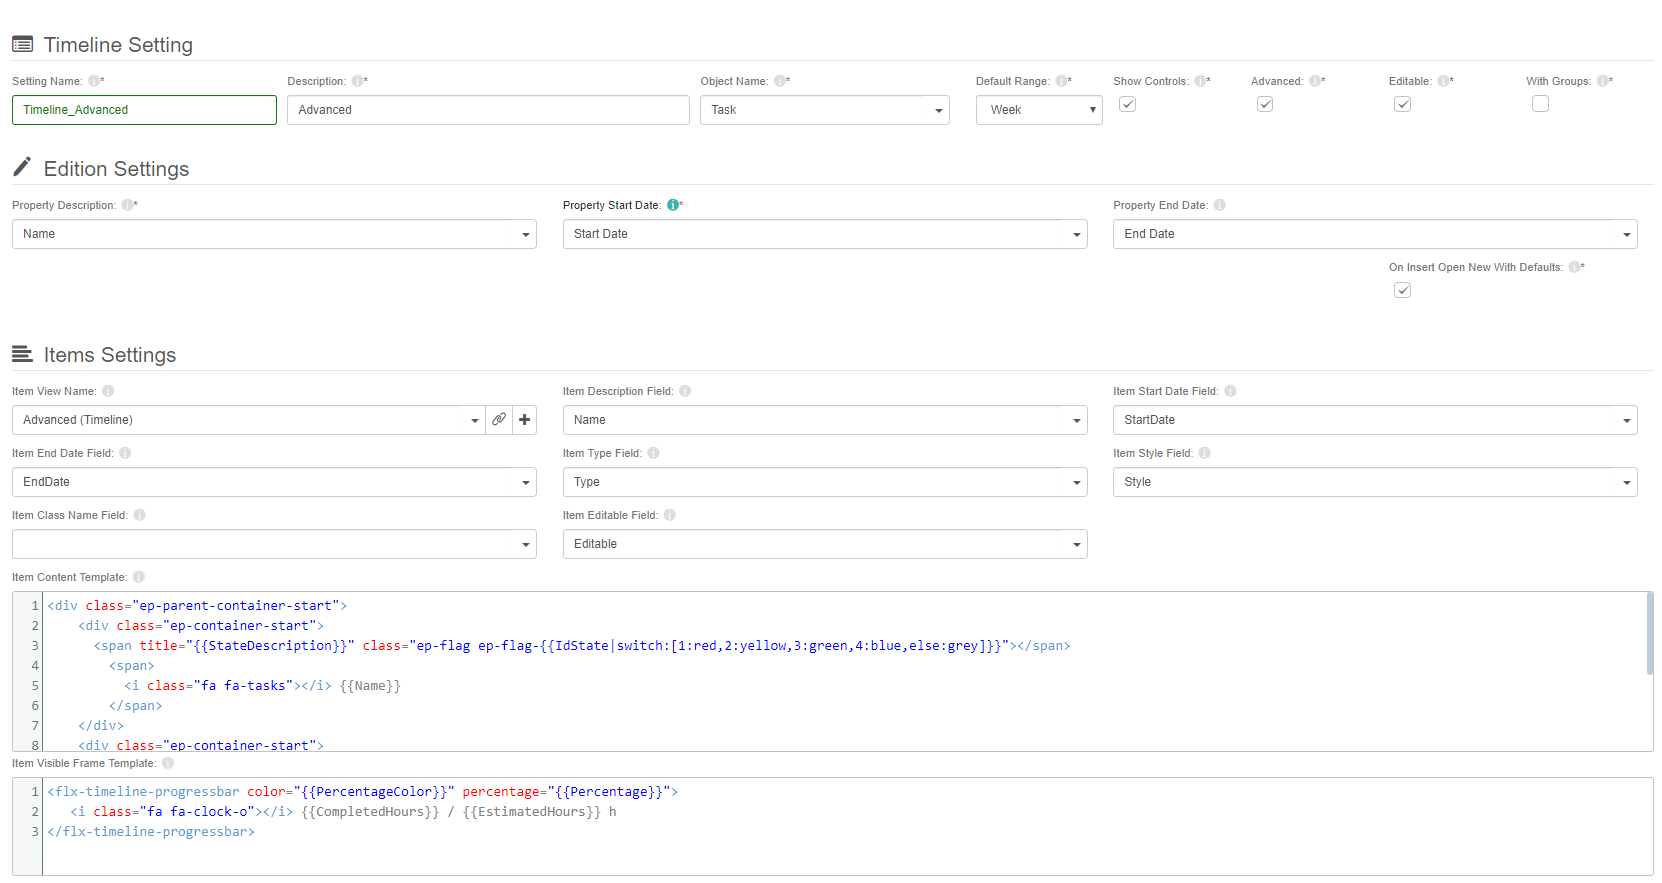 Timeline Setting
Setting Name: * Description: * Object Name: * Default Range: * Show Controls: * Advanced: * Editable: * With Groups: *
Timeline_Advanced Advanced Task Week
Edition Settings
Property Description: * Property Start Date: * Property End Date:
Name Start Date End Date
On Insert Open New With Defaults: *
Items Settings
Item View Name: Item Description Field: Item Start Date Field:
Advanced (Timeline) Name StartDate
Item End Date Field: Item Type Field: Item Style Field:
EndDate Type Style
Item Class Name Field: Item Editable Field:
Editable
Item Content Template:
1 <div class="ep-parent-container-start">
2 <div class="ep-container-start">
3 <span title="{{StateDescription}}" class="ep-flag ep-flag-{{IdState|switch:[1:red,2:yellow,3:green,4:blue,else:grey]}}"></span>
4 <span>
5 <i class="fa fa-tasks"></i> {{Name}}
6 </span>
7 </div>
8 <div class="ep-container-start">
Item Visible Frame Template:
1 <flx-timeline-progressbar color="{{PercentageColor}}" percentage="{{Percentage}}">
2 <i class="fa fa-clock-o"></i> {{CompletedHours}} / {{EstimatedHours}} h
3 </flx-timeline-progressbar>